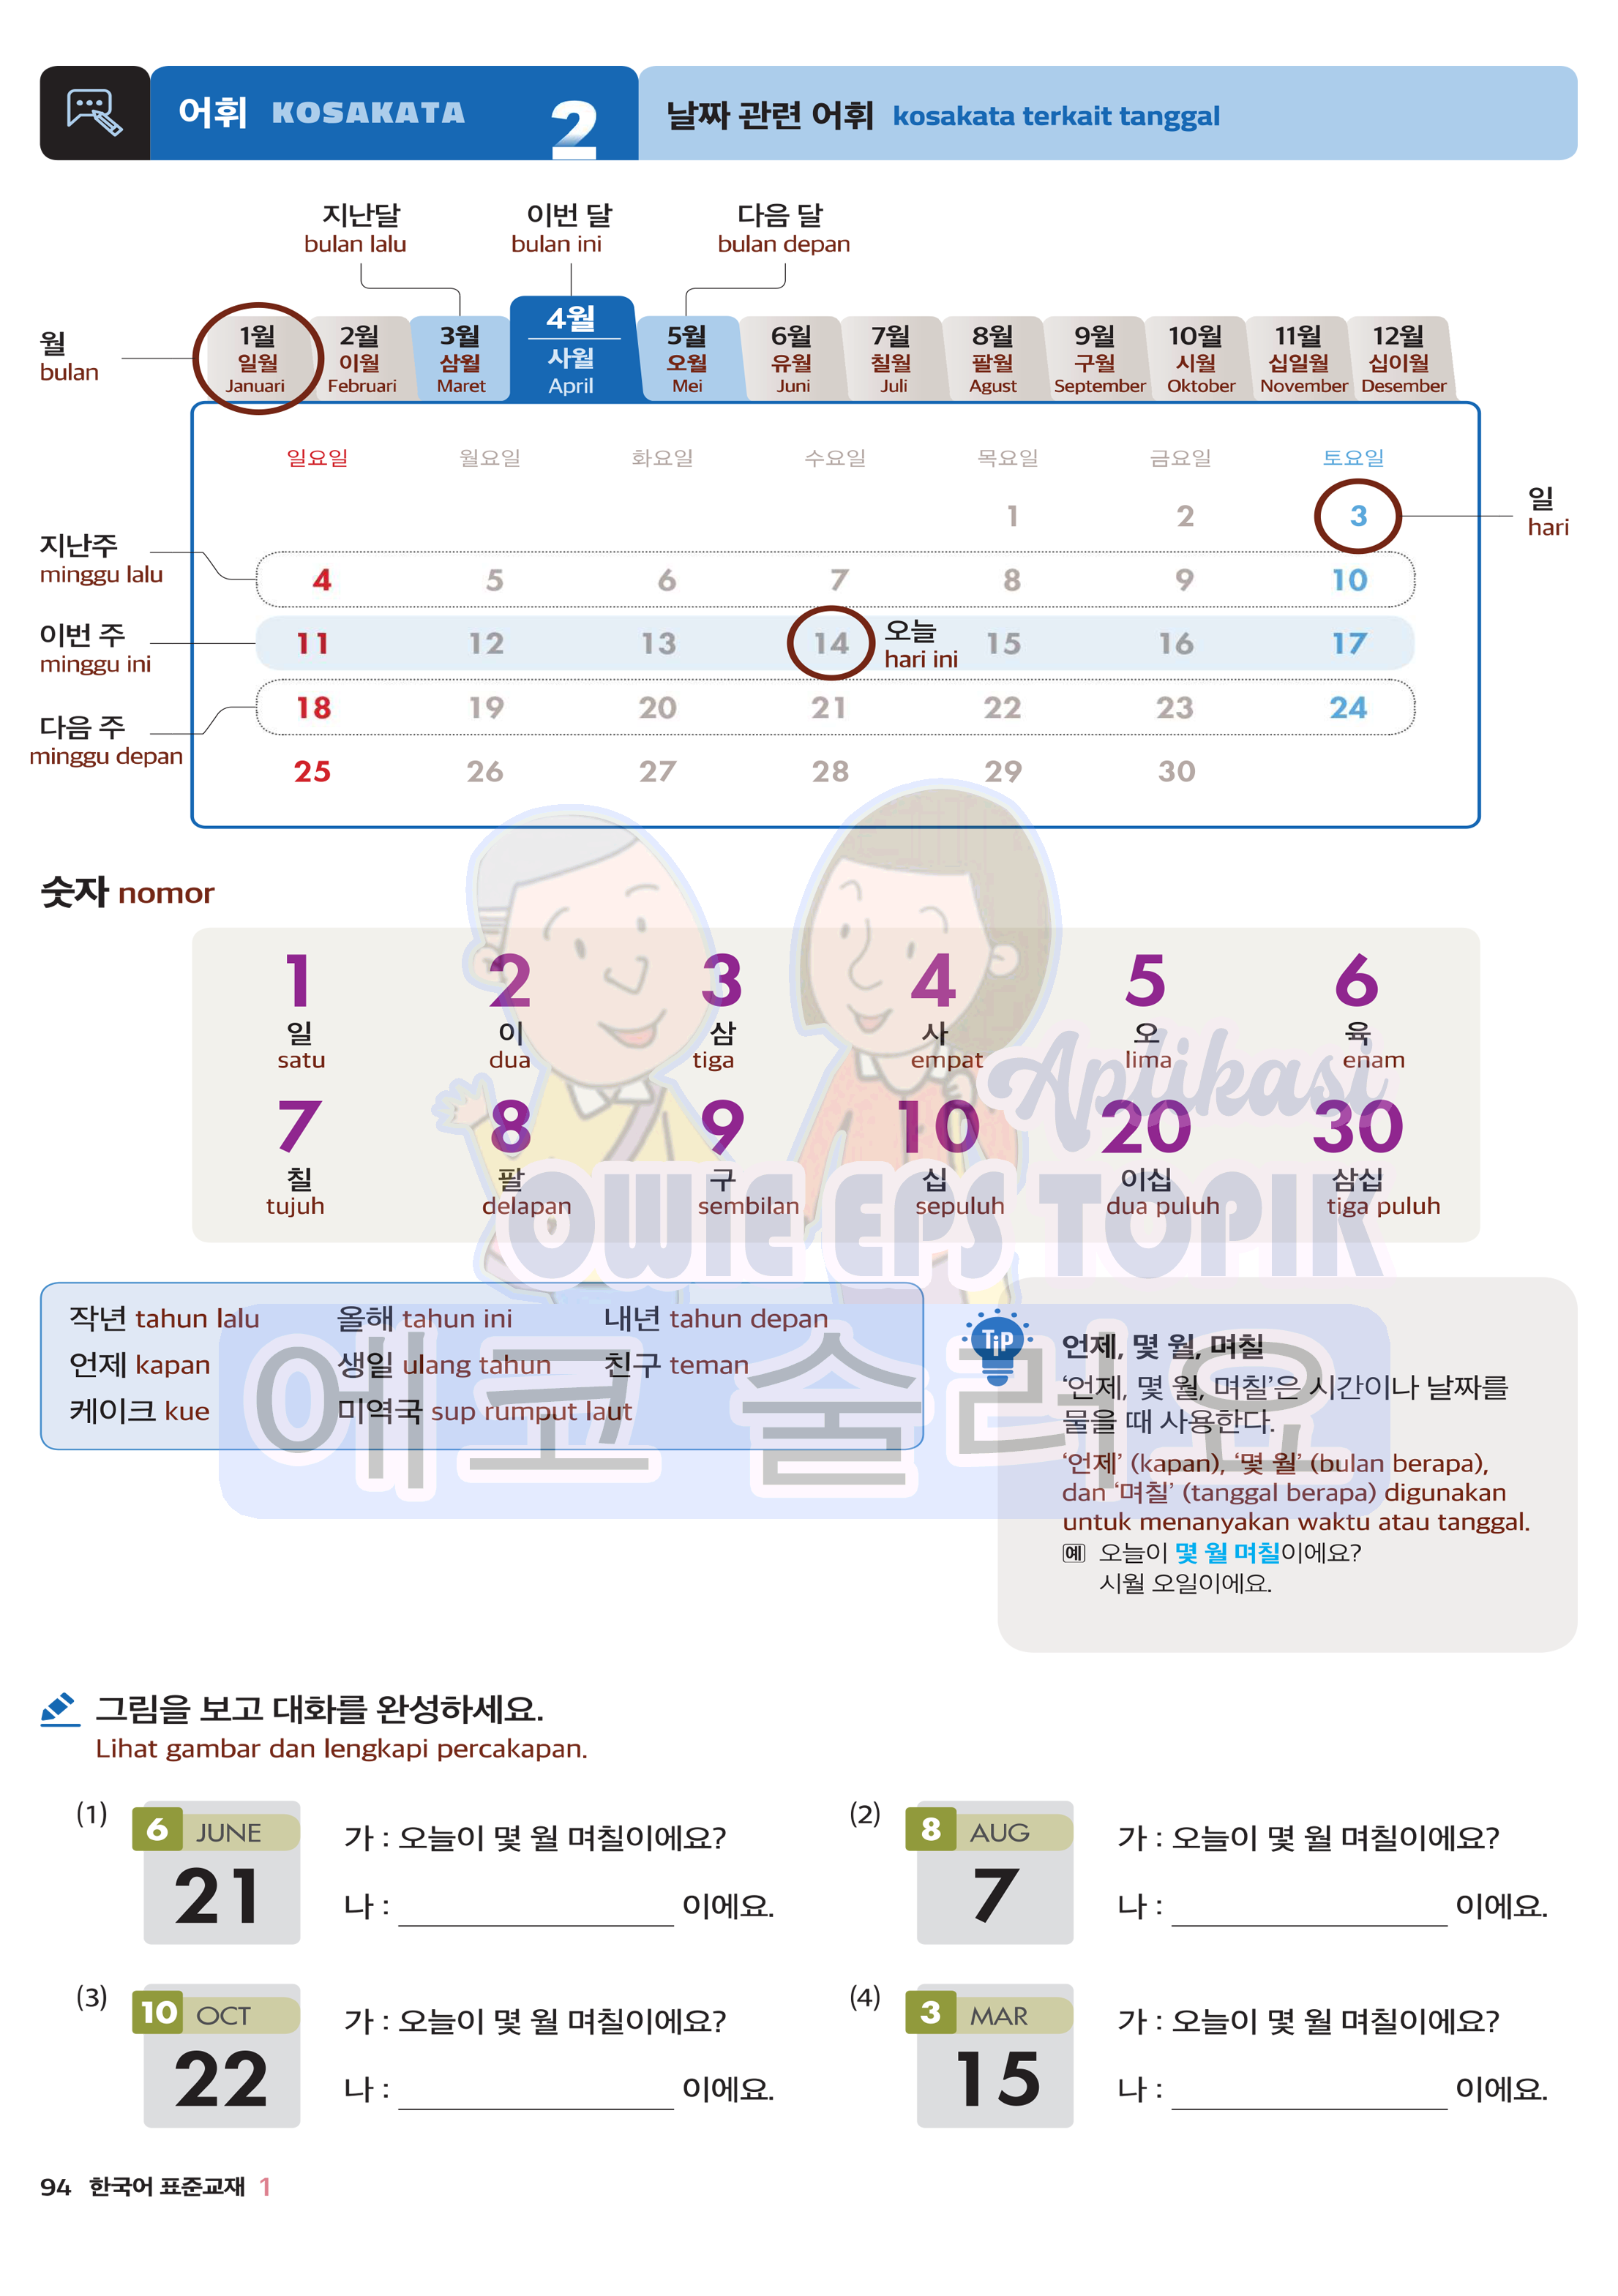 어휘 KOSAKATA 2 날짜 관련 어휘 kosakata terkait tanggal
지난달 이번 달 다음 달
bulan lalu bulan ini bulan depan
월
bulan
1월 2월 3월 4월 5월 6월 7월 8월 9월 10월 11월 12월
일월 이월 삼월 사월 오월 유월 칠월 팔월 구월 시월 십일월 십이월
Januari Februari Maret April Mei Juni Juli Agust September Oktober November Desember
일요일 월요일 화요일 수요일 목요일 금요일 토요일
1 2 3
일
hari
지난주
minggu lalu
4 5 6 7 8 9 10
이번 주
minggu ini
11 12 13 14 오늘 hari ini 15 16 17
다음 주
minggu depan
18 19 20 21 22 23 24
25 26 27 28 29 30
숫자 nomor
1 2 3 4 5 6
일 이 삼 사 오 육
satu dua tiga empat lima enam
7 8 9 10 20 30
칠 팔 구 십 이십 삼십
tujuh delapan sembilan sepuluh dua puluh tiga puluh
Aplikasi
OWIE EPS TOPIK
에코 술러요
작년 tahun lalu 올해 tahun ini 내년 tahun depan
언제 kapan 생일 ulang tahun 친구 teman
케이크 kue 미역국 sup rumput laut
TiP
언제, 몇 월, 며칠
‘언제, 몇 월, 며칠’은 시간이나 날짜를
물을 때 사용한다.
‘언제’ (kapan), ‘몇 월’ (bulan berapa),
dan ‘며칠’ (tanggal berapa) digunakan
untuk menanyakan waktu atau tanggal.
예 오늘이 몇 월 며칠이에요?
시월 오일이에요.
그림을 보고 대화를 완성하세요.
Lihat gambar dan lengkapi percakapan.
(1) 6 JUNE 21
가 : 오늘이 몇 월 며칠이에요?
나 : ____________ 이에요.
(2) 8 AUG 7
가 : 오늘이 몇 월 며칠이에요?
나 : ____________ 이에요.
(3) 10 OCT 22
가 : 오늘이 몇 월 며칠이에요?
나 : ____________ 이에요.
(4) 3 MAR 15
가 : 오늘이 몇 월 며칠이에요?
나 : ____________ 이에요.
94 한국어 표준교재 1